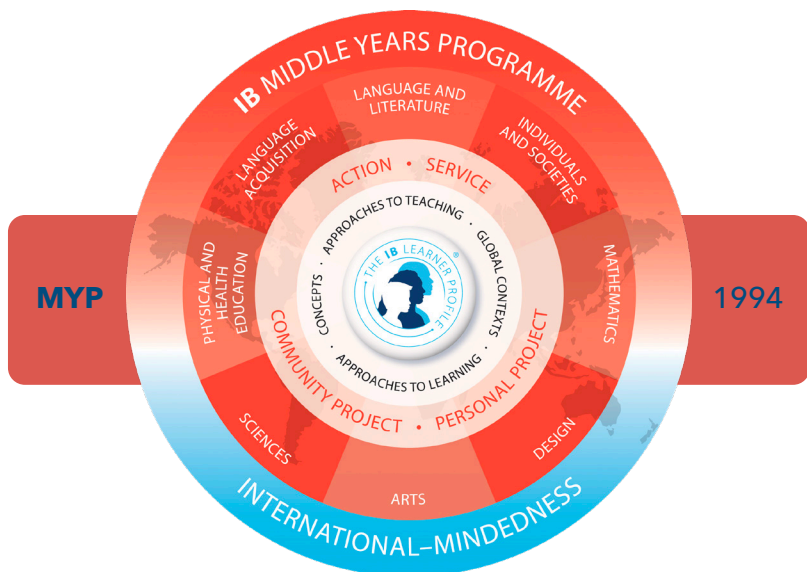 IB MIDDLE YEARS PROGRAMME
LANGUAGE AND
LITERATURE
LANGUAGE
ACQUISITION
INDIVIDUALS
AND SOCIETIES
ACTION • SERVICE
APPROACHES TO TEACHING
PHYSICAL AND
HEALTH
EDUCATION
CONCEPTS
THE IB LEARNER PROFILE
®
GLOBAL CONTEXTS
MATHEMATICS
MYP
1994
APPROACHES TO LEARNING
COMMUNITY PROJECT • PERSONAL PROJECT
SCIENCES
ARTS
DESIGN
INTERNATIONAL–MINDEDNESS